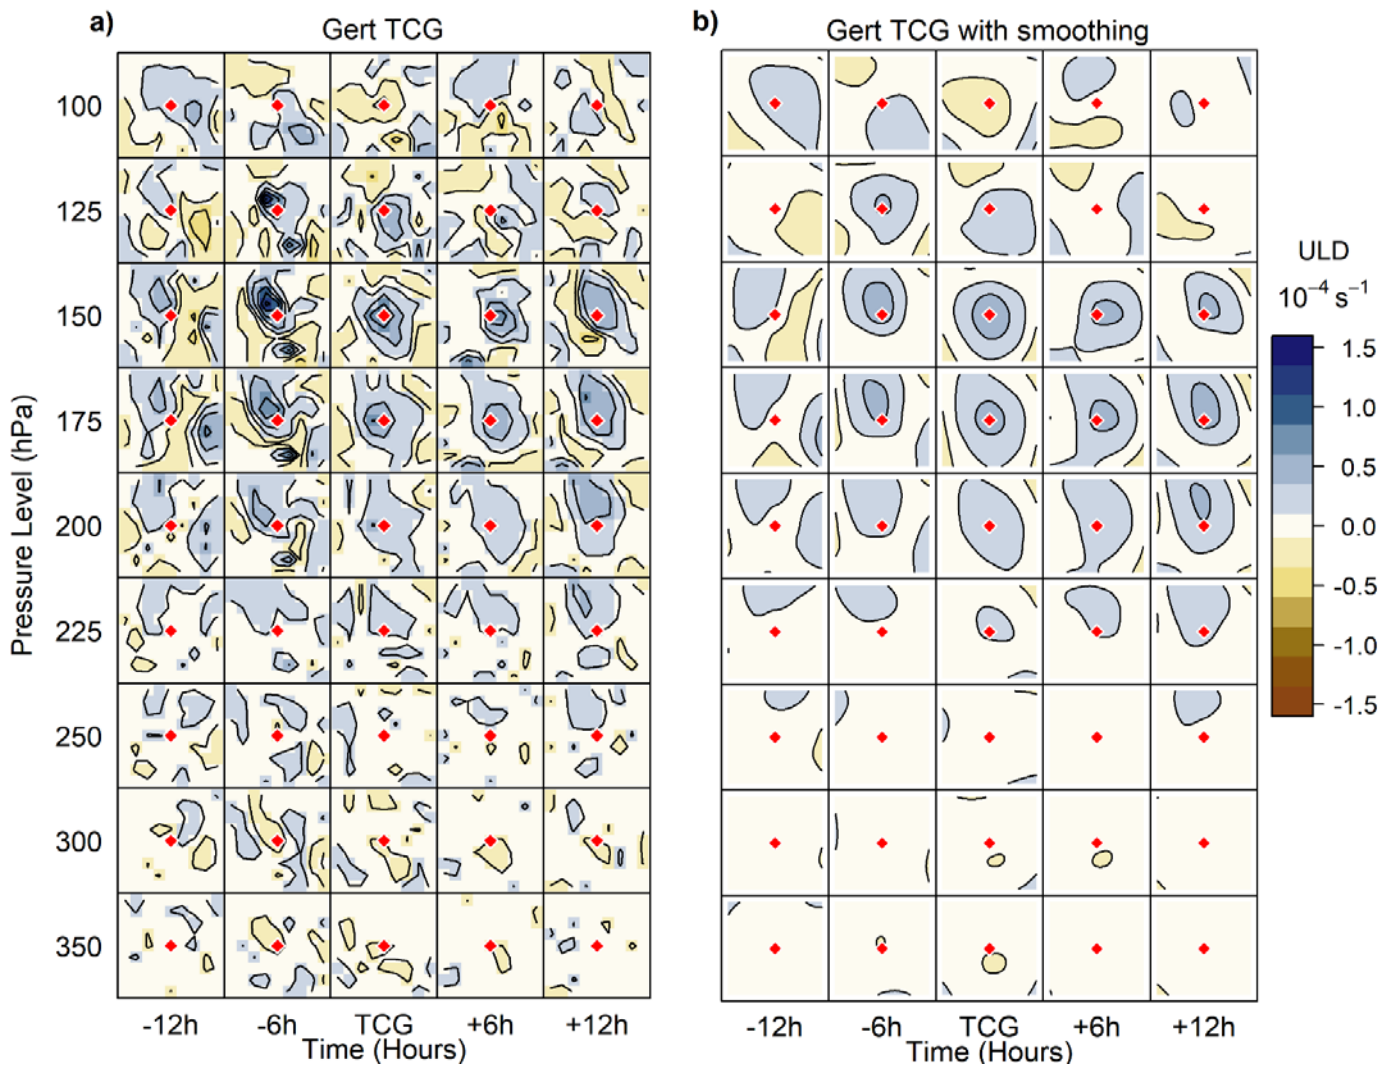 a)
Gert TCG
b)
Gert TCG with smoothing
Pressure Level (hPa)
100
125
150
175
200
225
250
300
350
-12h
-6h
TCG
+6h
+12h
Time (Hours)
-12h
-6h
TCG
+6h
+12h
Time (Hours)
ULD
10⁻⁴ s⁻¹
1.5
1.0
0.5
0.0
-0.5
-1.0
-1.5